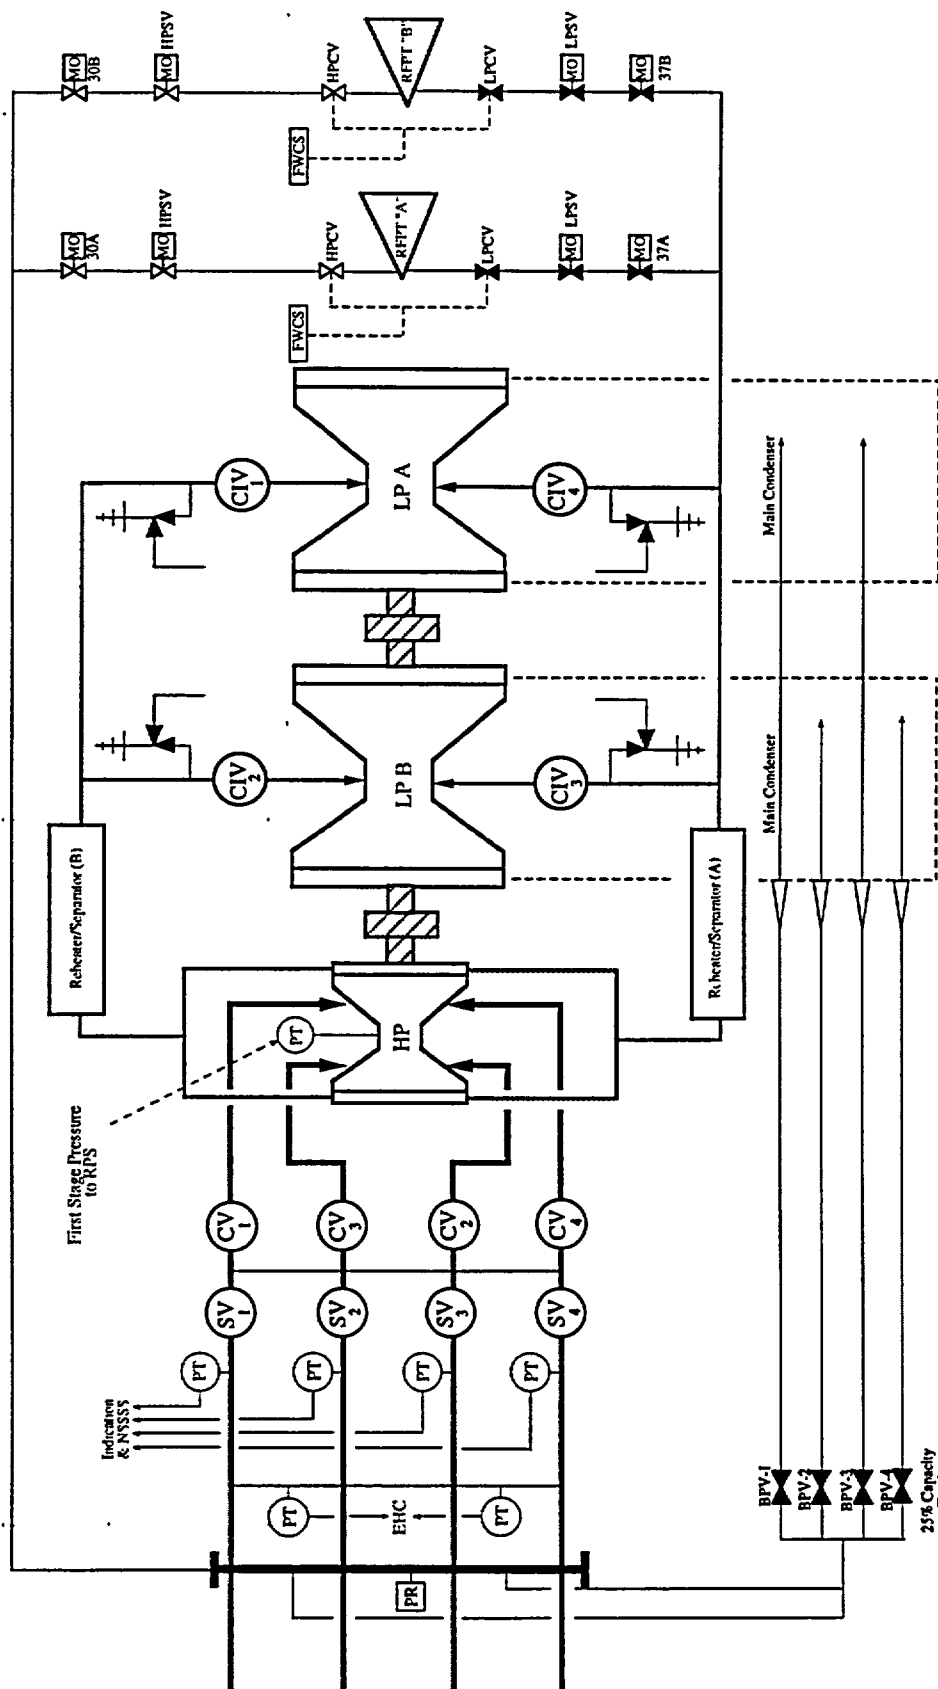 MO
30B
MO
HPSV
HPCV
RFPT "B"
LPCV
MO
LPSV
MO
37B
FWCS
MO
30A
MO
HPSV
HPCV
RFPT "A"
LPCV
MO
LPSV
MO
37A
FWCS
CIV
1
LP A
CIV
4
Main Condenser
CIV
2
LP B
CIV
3
Main Condenser
Reheater/Separator (B)
Reheater/Separator (A)
PT
HP
First Stage Pressure
to RPS
CV
1
CV
3
CV
2
CV
4
SV
1
SV
2
SV
3
SV
4
PT
PT
PT
PT
Indication
& NSSSS
PT
EHC
PT
PR
BPV-1
BPV-2
BPV-3
BPV-4
25% Capacity